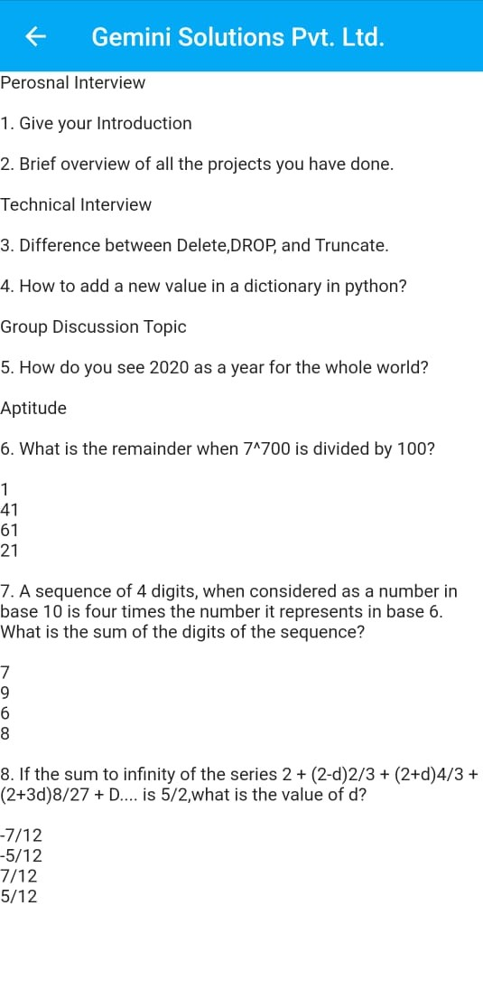 Gemini Solutions Pvt. Ltd.
Perosnal Interview
1. Give your Introduction
2. Brief overview of all the projects you have done.
Technical Interview
3. Difference between Delete,DROP, and Truncate.
4. How to add a new value in a dictionary in python?
Group Discussion Topic
5. How do you see 2020 as a year for the whole world?
Aptitude
6. What is the remainder when 7^700 is divided by 100?
1
41
61
21
7. A sequence of 4 digits, when considered as a number in
base 10 is four times the number it represents in base 6.
What is the sum of the digits of the sequence?
7
9
6
8
8. If the sum to infinity of the series 2 + (2-d)2/3 + (2+d)4/3 +
(2+3d)8/27 + D.... is 5/2,what is the value of d?
-7/12
-5/12
7/12
5/12